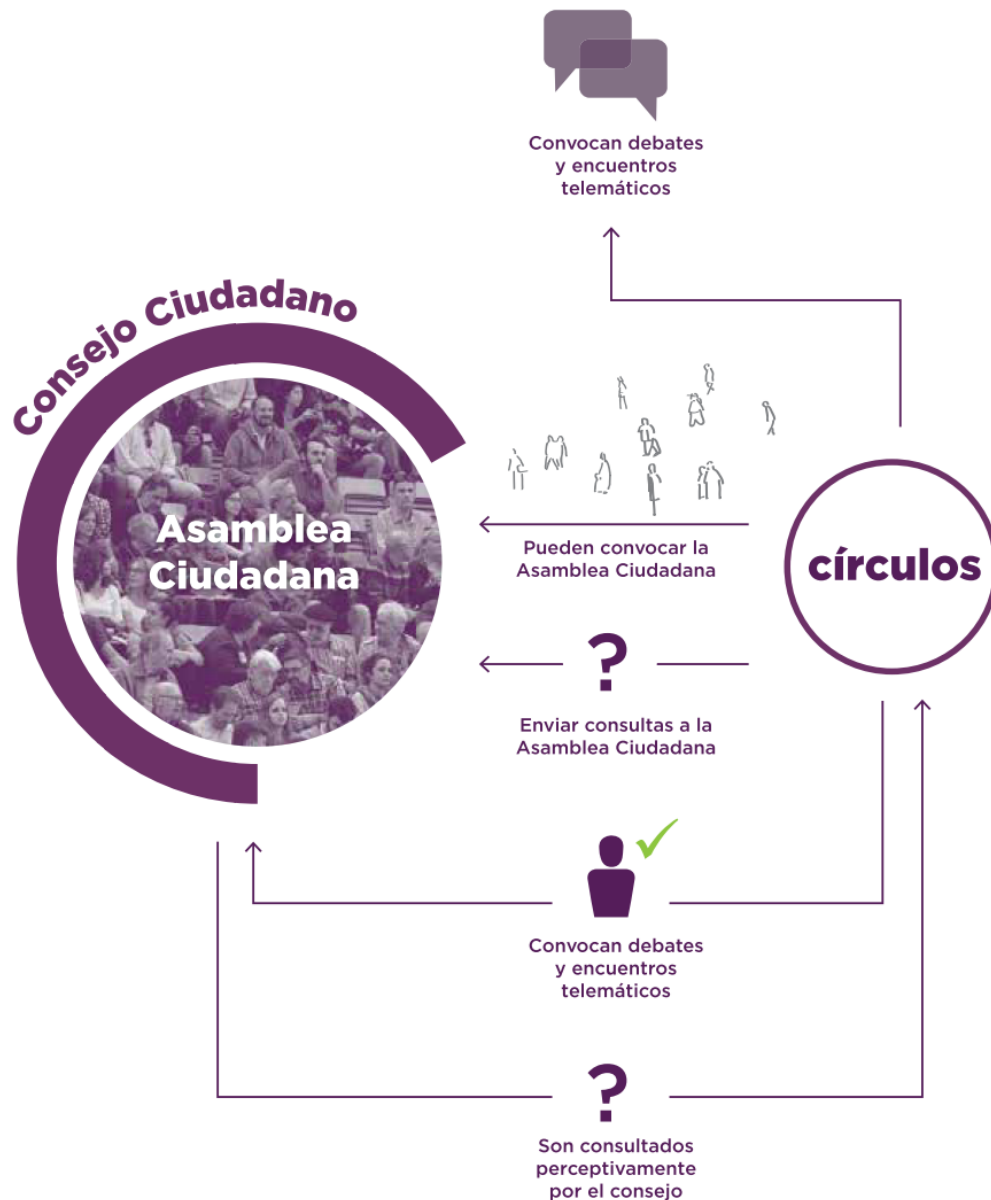 Convocan debates
y encuentros
telemáticos
Consejo Ciudadano
Asamblea
Ciudadana
Pueden convocar la
Asamblea Ciudadana
círculos
?
Enviar consultas a la
Asamblea Ciudadana
Convocan debates
y encuentros
telemáticos
?
Son consultados
perceptivamente
por el consejo